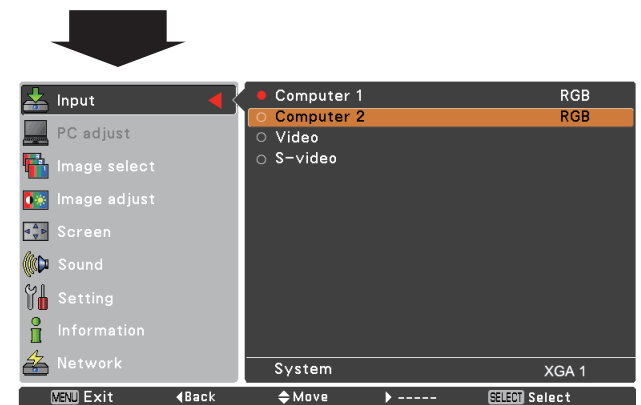 Input
PC adjust
Image select
Image adjust
Screen
Sound
Setting
Information
Network
Computer 1 RGB
Computer 2 RGB
Video
S-video
System XGA 1
MENU Exit ◀Back Move ▶ ----- SELECT Select